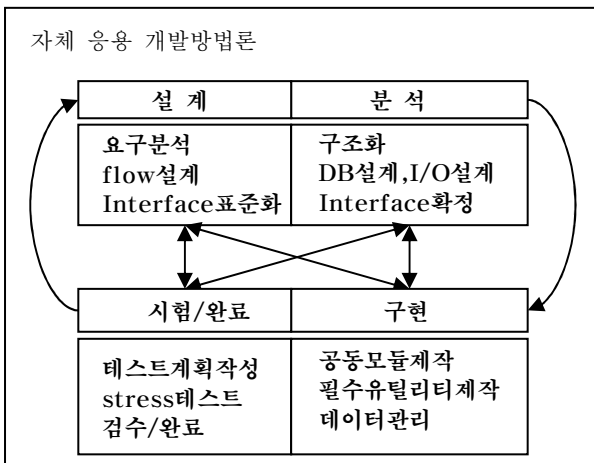 자체 응용 개발방법론
설 계
분 석
요구분석
flow설계
Interface표준화
구조화
DB설계,I/O설계
Interface확정
시험/완료
구현
테스트계획작성
stress테스트
검수/완료
공동모듈제작
필수유틸리티제작
데이터관리